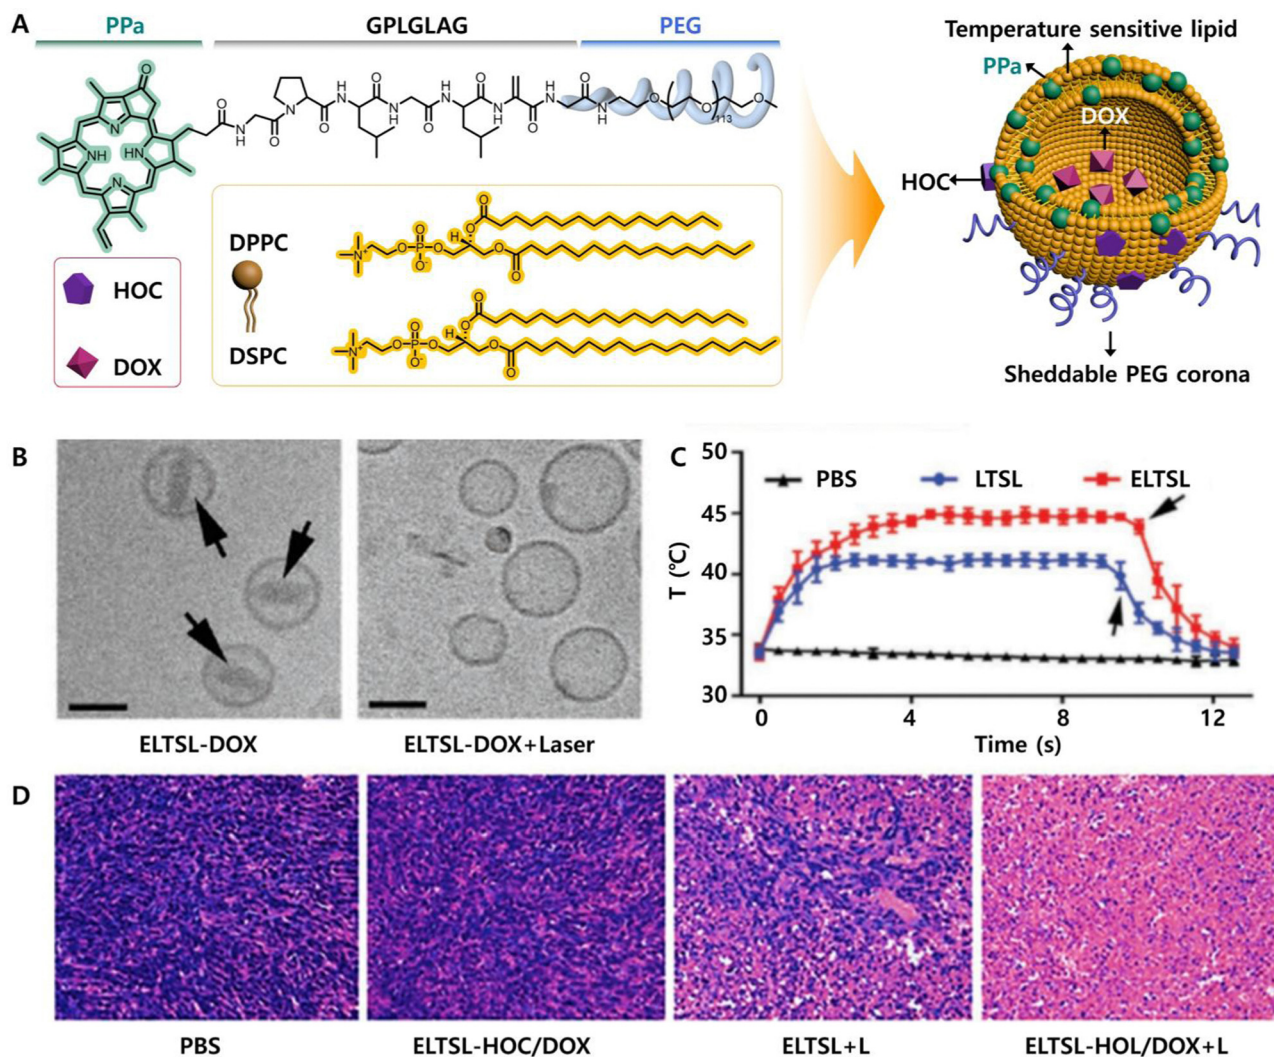 A
PPa
GPLGLAG
PEG
O
O
N
H
O
N
O
H
N
O
N
H
O
H
N
O
N
H
O
H
N
O
N
H
O
O
113
O
N
NH
HN
N
HOC
DOX
DPPC
DSPC
O
O
H
N+
O
P
O
O-
O
O
O
O
O
H
N+
O
P
O
O-
O
O
O
Temperature sensitive lipid
PPa
DOX
HOC
Sheddable PEG corona
B
ELTSL-DOX
ELTSL-DOX+Laser
C
PBS
LTSL
ELTSL
50
45
40
35
30
T (°C)
0
4
8
12
Time (s)
D
PBS
ELTSL-HOC/DOX
ELTSL+L
ELTSL-HOL/DOX+L